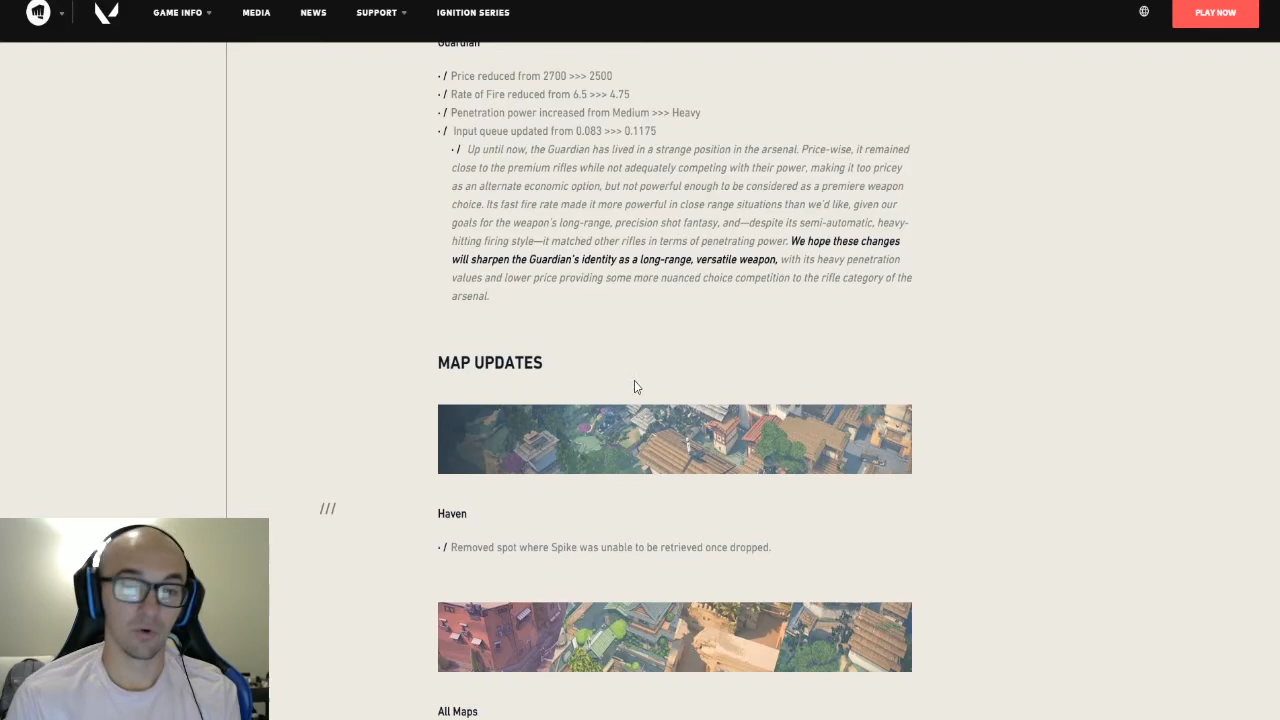 GAME INFO MEDIA NEWS SUPPORT IGNITION SERIES PLAY NOW
Guardian
· / Price reduced from 2700 >>> 2500
· / Rate of Fire reduced from 6.5 >>> 4.75
· / Penetration power increased from Medium >>> Heavy
· / Input queue updated from 0.083 >>> 0.1175
· / Up until now, the Guardian has lived in a strange position in the arsenal. Price-wise, it remained
close to the premium rifles while not adequately competing with their power, making it too pricey
as an alternate economic option, but not powerful enough to be considered as a premiere weapon
choice. Its fast fire rate made it more powerful in close range situations than we'd like, given our
goals for the weapon's long-range, precision shot fantasy, and—despite its semi-automatic, heavy-
hitting firing style—it matched other rifles in terms of penetrating power. We hope these changes
will sharpen the Guardian's identity as a long-range, versatile weapon, with its heavy penetration
values and lower price providing some more nuanced choice competition to the rifle category of the
arsenal.
MAP UPDATES
Haven
///
· / Removed spot where Spike was unable to be retrieved once dropped.
All Maps